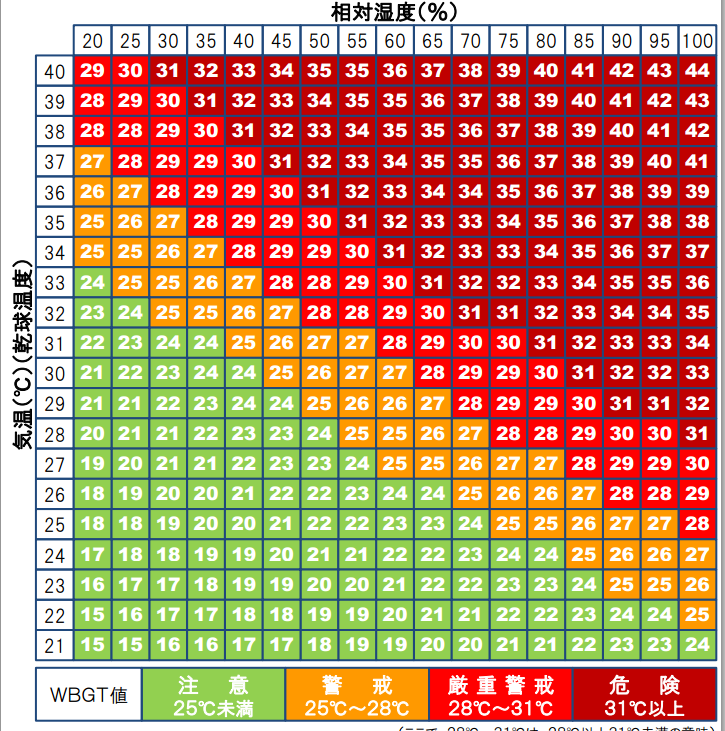 相対湿度(%)
20 25 30 35 40 45 50 55 60 65 70 75 80 85 90 95 100
気温(℃)(乾球温度)
40 29 30 31 32 33 34 35 35 36 37 38 39 40 41 42 43 44
39 28 29 30 31 32 33 34 35 35 36 37 38 39 40 41 42 43
38 28 28 29 30 31 32 33 34 35 35 36 37 38 39 40 41 42
37 27 28 29 29 30 31 32 33 34 35 35 36 37 38 39 40 41
36 26 27 28 29 29 30 31 32 33 34 34 35 36 37 38 39 39
35 25 26 27 28 29 29 30 31 32 33 33 34 35 36 37 38 38
34 25 25 26 27 28 29 29 30 31 32 33 33 34 35 36 37 37
33 24 25 25 26 27 28 28 29 30 31 32 32 33 34 35 35 36
32 23 24 25 25 26 27 28 28 29 30 31 31 32 33 34 34 35
31 22 23 24 24 25 26 27 27 28 29 30 30 31 32 33 33 34
30 21 22 23 24 24 25 26 27 27 28 29 29 30 31 32 32 33
29 21 21 22 23 24 24 25 26 26 27 28 29 29 30 31 31 32
28 20 21 21 22 23 23 24 25 25 26 27 28 28 29 30 30 31
27 19 20 21 21 22 23 23 24 25 25 26 27 27 28 29 29 30
26 18 19 20 20 21 22 22 23 24 24 25 26 26 27 28 28 29
25 18 18 19 20 20 21 22 22 23 23 24 25 25 26 27 27 28
24 17 18 18 19 19 20 21 21 22 22 23 24 24 25 26 26 27
23 16 17 17 18 19 19 20 20 21 22 22 23 23 24 25 25 26
22 15 16 17 17 18 18 19 19 20 21 21 22 22 23 24 24 25
21 15 15 16 16 17 17 18 19 19 20 20 21 21 22 23 23 24
WBGT値
注意
25℃未満
警戒
25℃～28℃
厳重警戒
28℃～31℃
危険
31℃以上